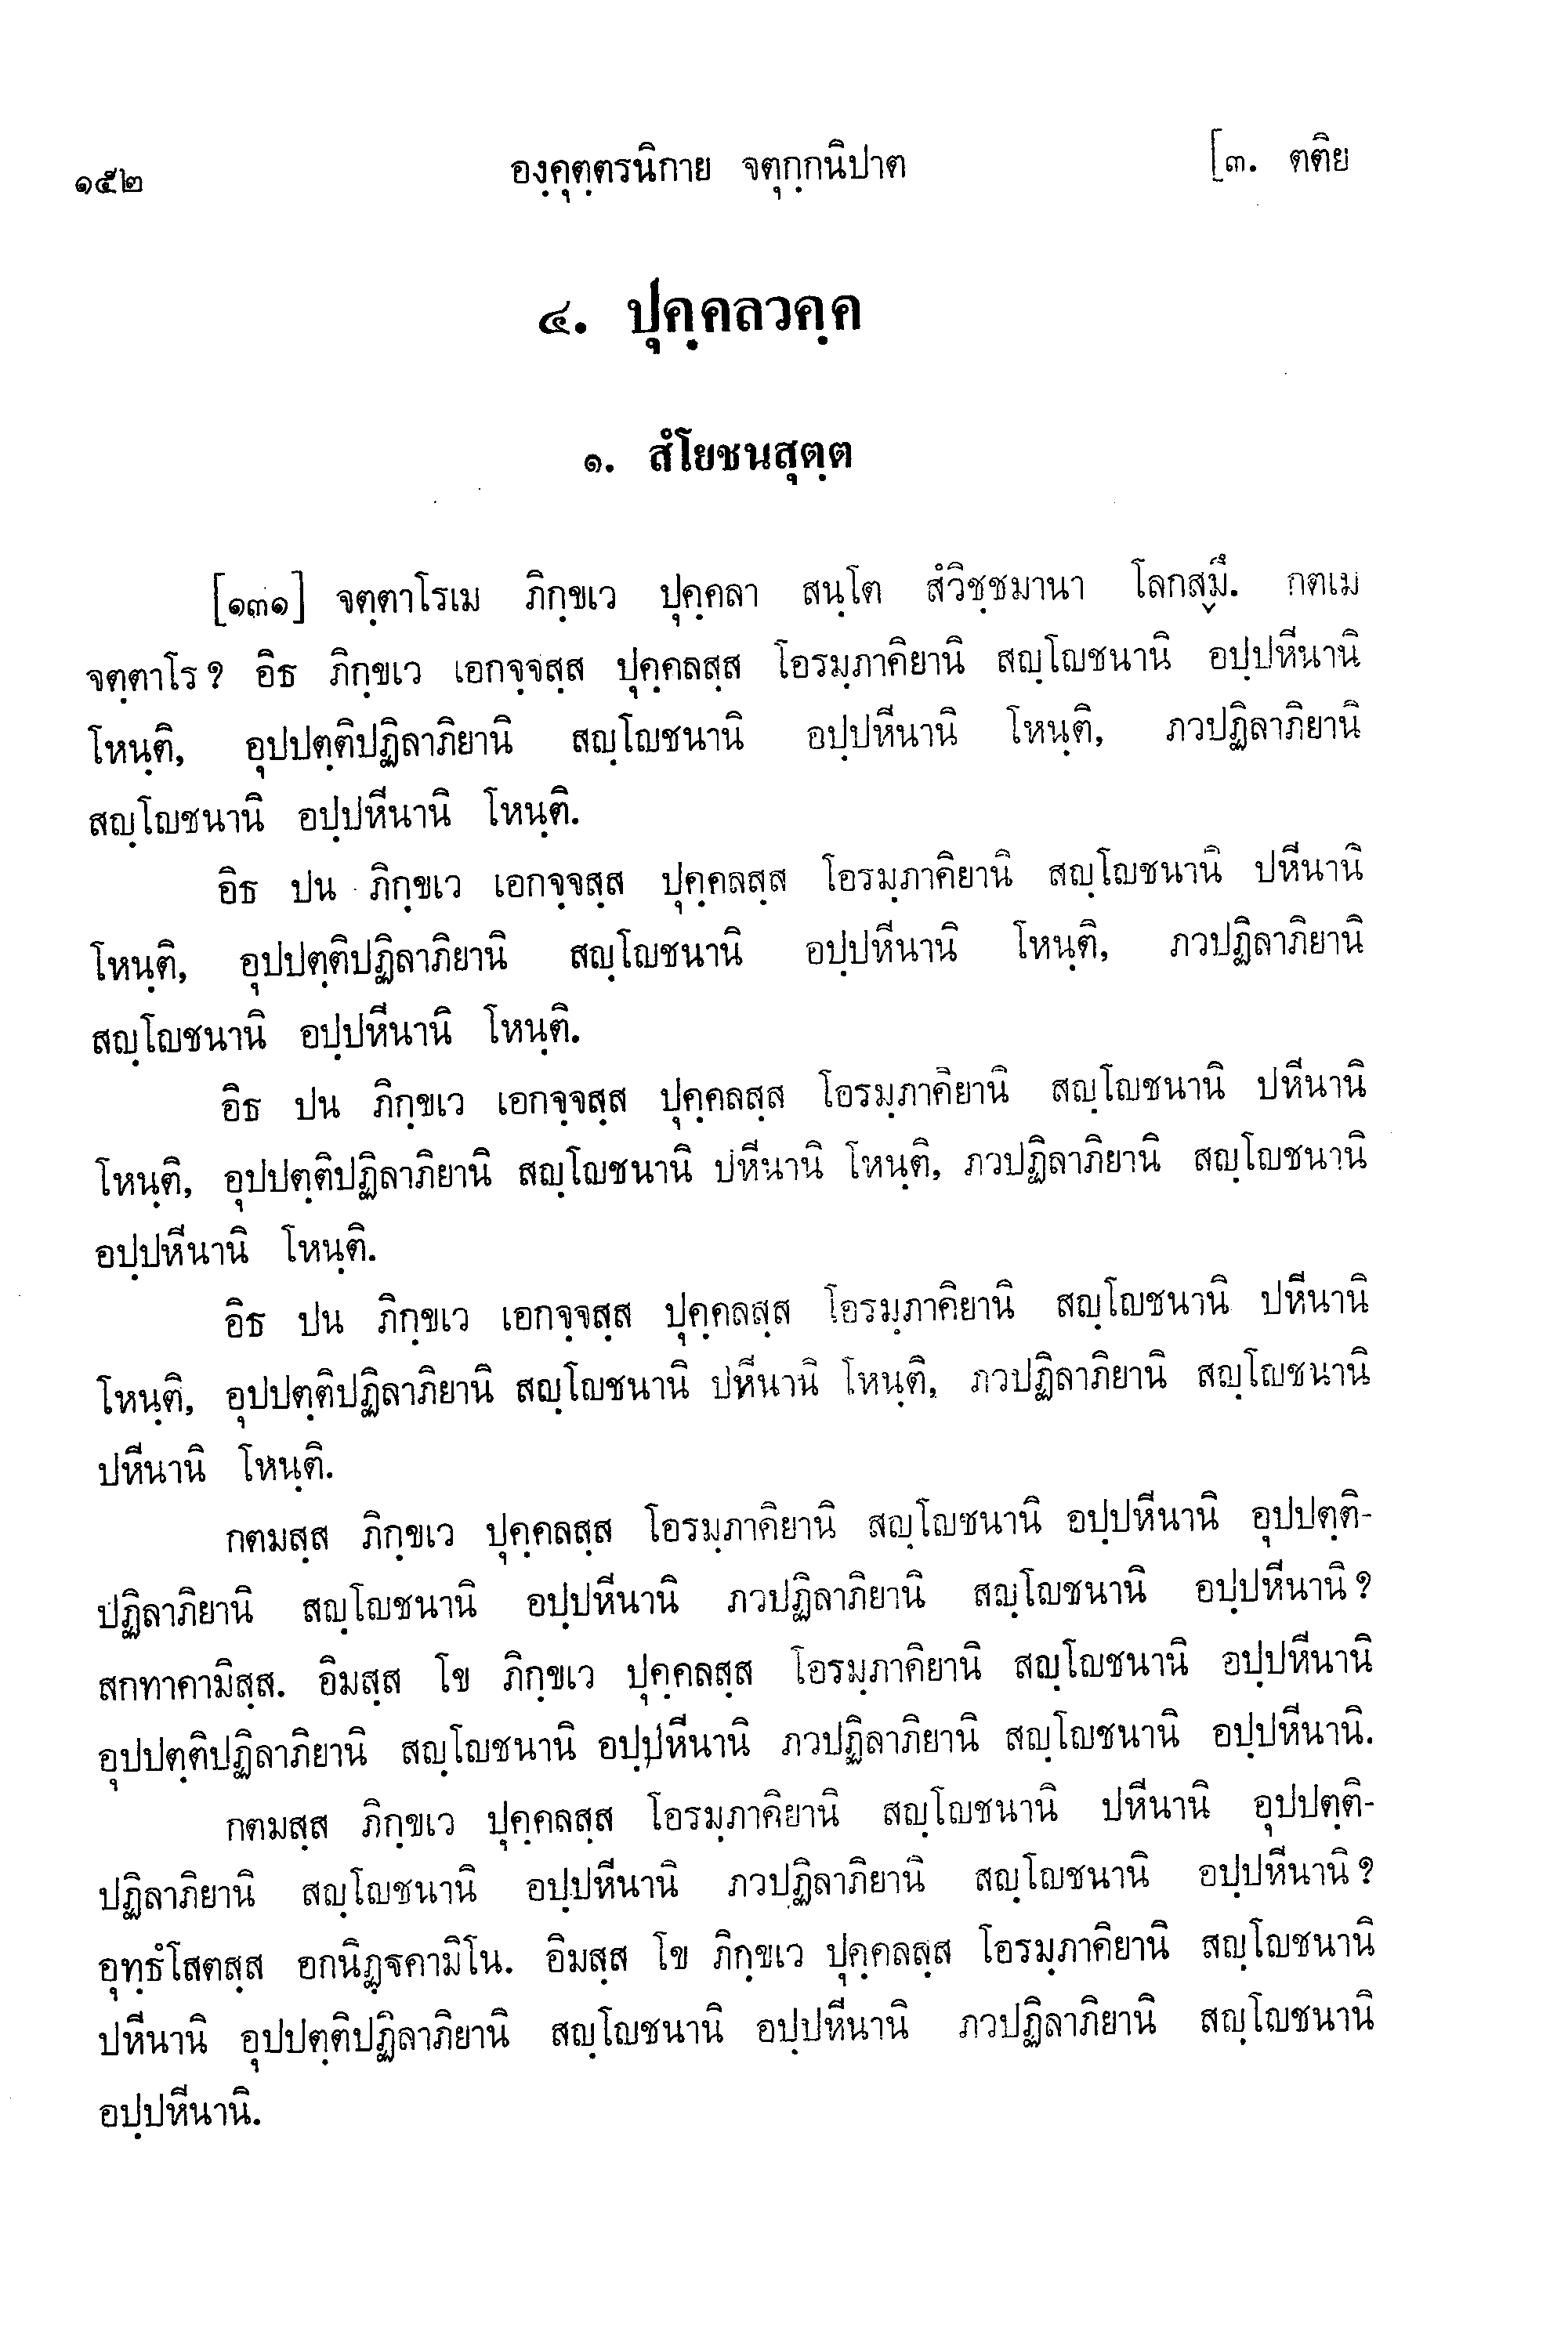 ๑๕๒ องฺคุตฺตรนิกาย จตุกฺกนิปาต [๓. ตติย
๔. ปุคฺคลวคฺค
๑. สํโยชนสุตฺต
[๑๓๑] จตฺตาโรเม ภิกฺขเว ปุคฺคลา สนฺโต สํวิชฺชมานา โลกสฺมึ. กตเม
จตฺตาโร? อิธ ภิกฺขเว เอกจฺจสฺส ปุคฺคลสฺส โอรมฺภาคิยานิ สญฺโญชนานิ อปฺปหีนานิ
โหนฺติ, อุปปตฺติปฏิลาภิยานิ สญฺโญชนานิ อปฺปหีนานิ โหนฺติ, ภวปฏิลาภิยานิ
สญฺโญชนานิ อปฺปหีนานิ โหนฺติ.
อิธ ปน ภิกฺขเว เอกจฺจสฺส ปุคฺคลสฺส โอรมฺภาคิยานิ สญฺโญชนานิ ปหีนานิ
โหนฺติ, อุปปตฺติปฏิลาภิยานิ สญฺโญชนานิ อปฺปหีนานิ โหนฺติ, ภวปฏิลาภิยานิ
สญฺโญชนานิ อปฺปหีนานิ โหนฺติ.
อิธ ปน ภิกฺขเว เอกจฺจสฺส ปุคฺคลสฺส โอรมฺภาคิยานิ สญฺโญชนานิ ปหีนานิ
โหนฺติ, อุปปตฺติปฏิลาภิยานิ สญฺโญชนานิ ปหีนานิ โหนฺติ, ภวปฏิลาภิยานิ สญฺโญชนานิ
อปฺปหีนานิ โหนฺติ.
อิธ ปน ภิกฺขเว เอกจฺจสฺส ปุคฺคลสฺส โอรมฺภาคิยานิ สญฺโญชนานิ ปหีนานิ
โหนฺติ, อุปปตฺติปฏิลาภิยานิ สญฺโญชนานิ ปหีนานิ โหนฺติ, ภวปฏิลาภิยานิ สญฺโญชนานิ
ปหีนานิ โหนฺติ.
กตมสฺส ภิกฺขเว ปุคฺคลสฺส โอรมฺภาคิยานิ สญฺโญชนานิ อปฺปหีนานิ อุปปตฺติ-
ปฏิลาภิยานิ สญฺโญชนานิ อปฺปหีนานิ ภวปฏิลาภิยานิ สญฺโญชนานิ อปฺปหีนานิ?
สกทาคามิสฺส. อิมสฺส โข ภิกฺขเว ปุคฺคลสฺส โอรมฺภาคิยานิ สญฺโญชนานิ อปฺปหีนานิ
อุปปตฺติปฏิลาภิยานิ สญฺโญชนานิ อปฺปหีนานิ ภวปฏิลาภิยานิ สญฺโญชนานิ อปฺปหีนานิ.
กตมสฺส ภิกฺขเว ปุคฺคลสฺส โอรมฺภาคิยานิ สญฺโญชนานิ ปหีนานิ อุปปตฺติ-
ปฏิลาภิยานิ สญฺโญชนานิ อปฺปหีนานิ ภวปฏิลาภิยานิ สญฺโญชนานิ อปฺปหีนานิ?
อุทฺธํโสตสฺส อกนิฏฺฐคามิโน. อิมสฺส โข ภิกฺขเว ปุคฺคลสฺส โอรมฺภาคิยานิ สญฺโญชนานิ
ปหีนานิ อุปปตฺติปฏิลาภิยานิ สญฺโญชนานิ อปฺปหีนานิ ภวปฏิลาภิยานิ สญฺโญชนานิ
อปฺปหีนานิ.